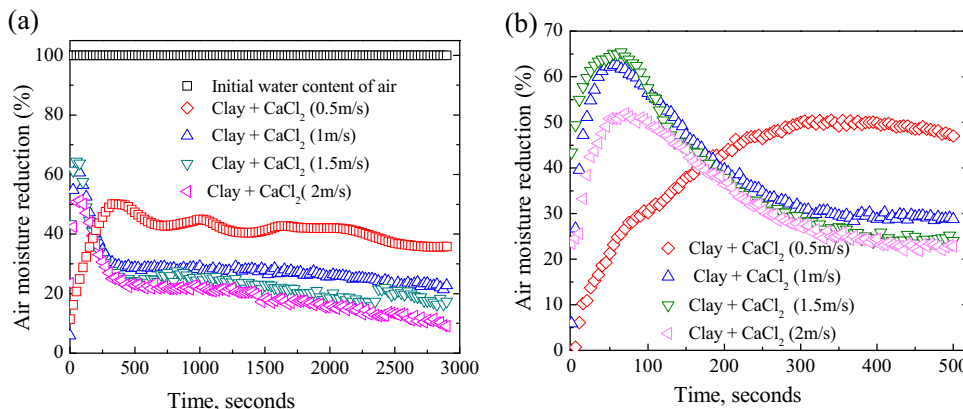 (a)
100
80
60
40
20
0
Air moisture reduction (%)
Initial water content of air
Clay + CaCl2 (0.5m/s)
Clay + CaCl2 (1m/s)
Clay + CaCl2 (1.5m/s)
Clay + CaCl2( 2m/s)
0 500 1000 1500 2000 2500 3000
Time, seconds
(b)
70
60
50
40
30
20
10
0
Air moisture reduction (%)
Clay + CaCl2 (0.5m/s)
Clay + CaCl2 (1m/s)
Clay + CaCl2 (1.5m/s)
Clay + CaCl2 (2m/s)
0 100 200 300 400 500
Time, seconds